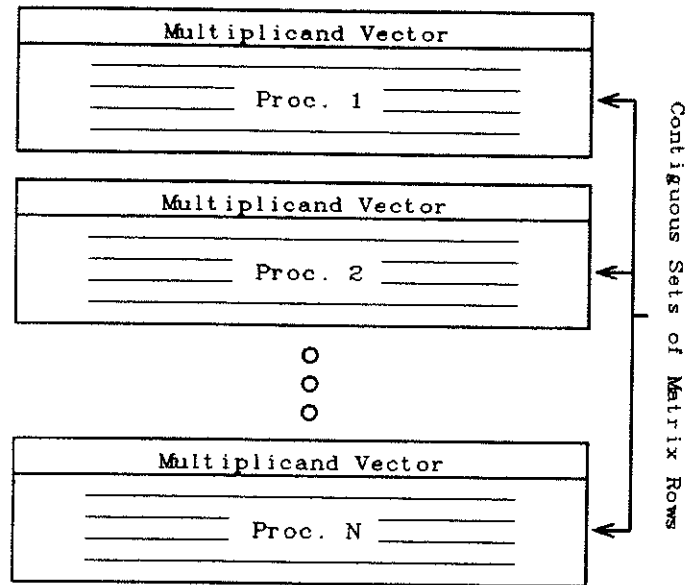 Multiplicand Vector
Proc. 1
Multiplicand Vector
Proc. 2
Multiplicand Vector
Proc. N
Contiguous Sets of Matrix Rows